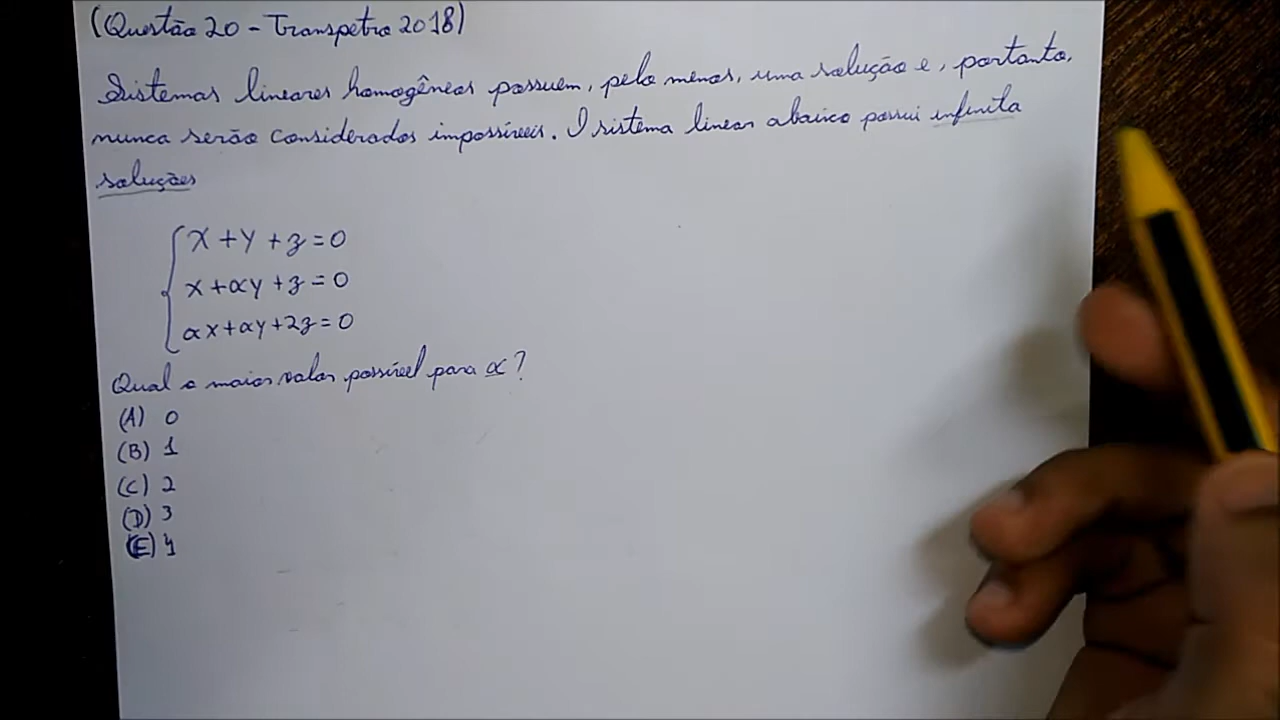 (Questão 20 - Transpetro 2018)
Sistemas lineares homogêneos possuem, pelo menos, uma solução e, portanto,
nunca serão considerados impossíveis. O sistema linear abaixo possui infinita
soluções
x + y + z = 0
x + αy + z = 0
αx + αy + 2z = 0
Qual o maior valor possível para α?
(A) 0
(B) 1
(C) 2
(D) 3
(E) 4